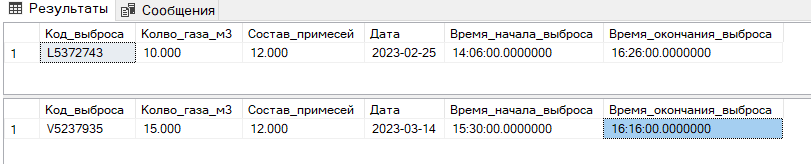 Результаты Сообщения
Код_выброса Колво_газа_м3 Состав_примесей Дата Время_начала_выброса Время_окончания_выброса
1 L5372743 10.000 12.000 2023-02-25 14:06:00.0000000 16:26:00.0000000
Код_выброса Колво_газа_м3 Состав_примесей Дата Время_начала_выброса Время_окончания_выброса
1 V5237935 15.000 12.000 2023-03-14 15:30:00.0000000 16:16:00.0000000